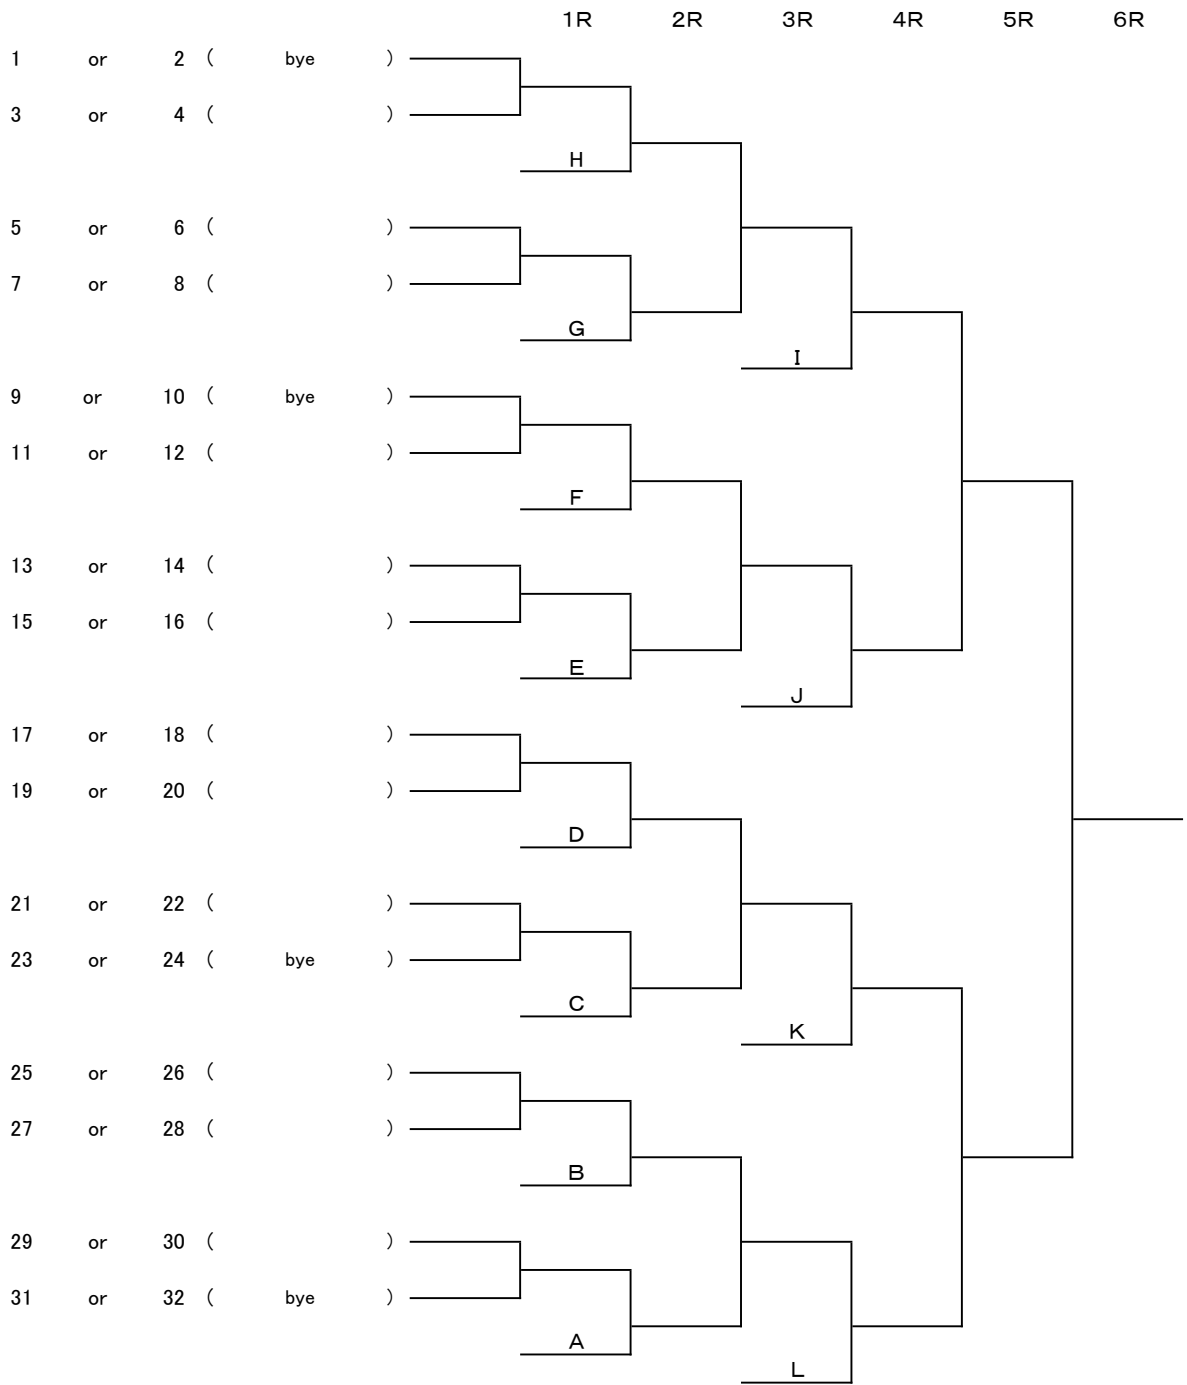 1R 2R 3R 4R 5R 6R
1 or 2 ( bye )
3 or 4 ( )
H
5 or 6 ( )
7 or 8 ( )
G
I
9 or 10 ( bye )
11 or 12 ( )
F
13 or 14 ( )
15 or 16 ( )
E
J
17 or 18 ( )
19 or 20 ( )
D
21 or 22 ( )
23 or 24 ( bye )
C
K
25 or 26 ( )
27 or 28 ( )
B
29 or 30 ( )
31 or 32 ( bye )
A
L